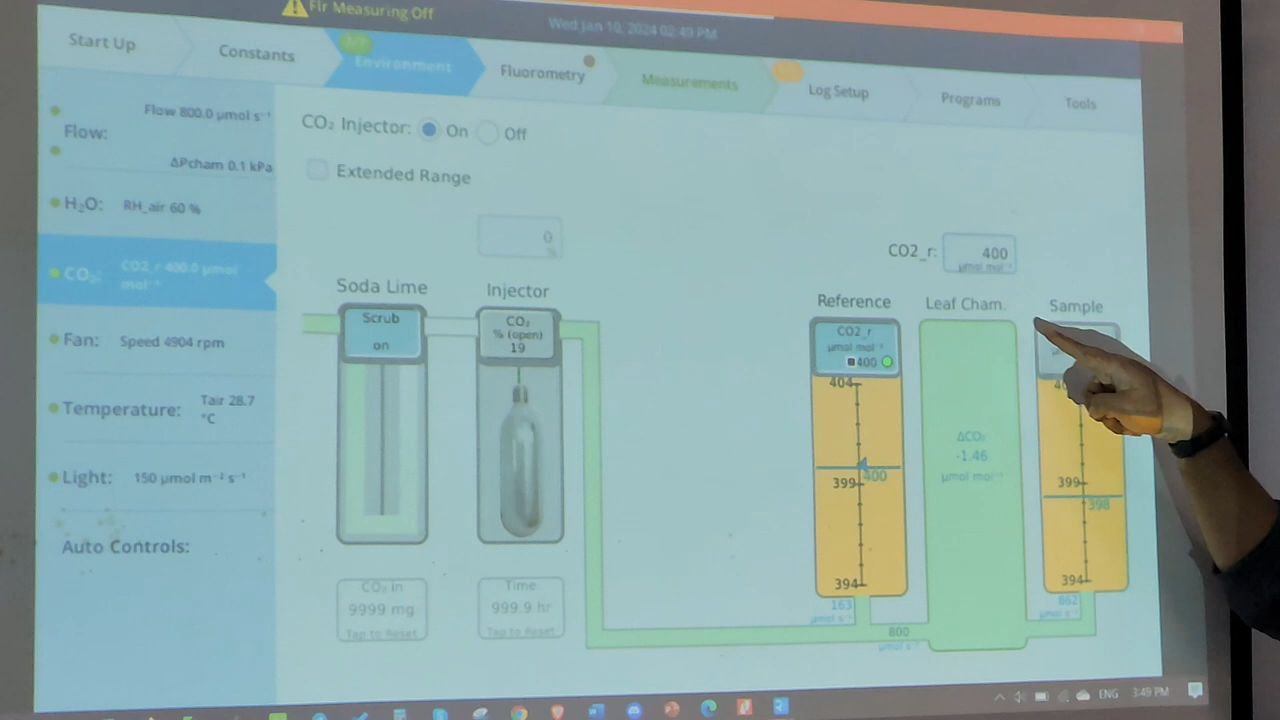 Flr Measuring Off
Wed Jan 10, 2024 02:49 PM
Start Up
Constants
Environment
Fluorometry
Measurements
Log Setup
Programs
Tools
Flow 800.0 µmol s⁻¹
Flow:
ΔPcham 0.1 kPa
H₂O: RH_air 60 %
CO₂: CO2_r 400.0 µmol
mol⁻¹
Fan: Speed 4904 rpm
Temperature: Tair 28.7
°C
Light: 150 µmol m⁻² s⁻¹
Auto Controls:
CO₂ Injector: On Off
Extended Range
0
%
CO2_r: 400
µmol mol⁻¹
Soda Lime
Injector
Scrub
on
CO₂
% (open)
19
CO₂ in
9999 mg
Tap to Reset
Time
999.9 hr
Tap to Reset
Reference
Leaf Cham.
Sample
CO2_r
µmol mol⁻¹
400
404
400
399
394
163
µmol s⁻¹
ΔCO₂
-1.46
µmol mol⁻¹
800
µmol s⁻¹
399
398
394
662
µmol s⁻¹
ENG 3:49 PM